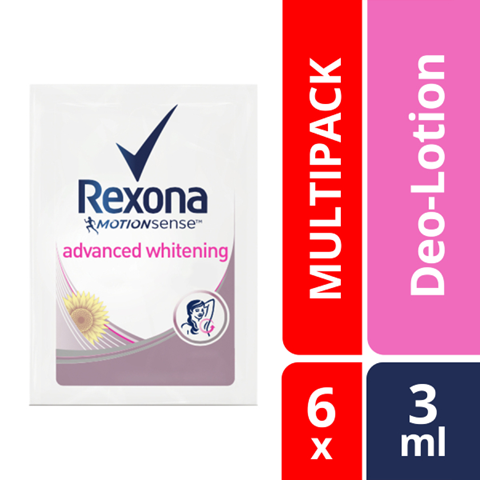 Rexona
MOTIONsense™
advanced whitening
MULTIPACK
Deo-Lotion
6
x
3
ml